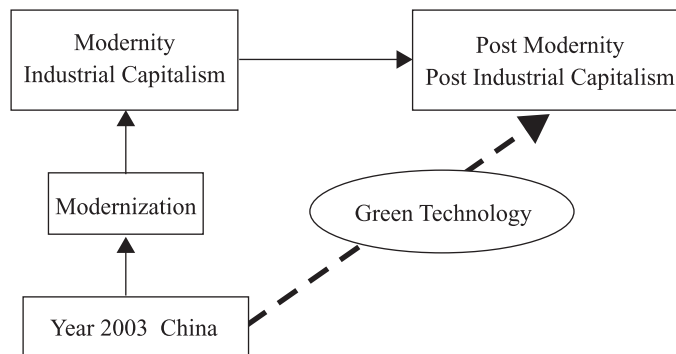 Modernity
Industrial Capitalism
Post Modernity
Post Industrial Capitalism
Modernization
Green Technology
Year 2003 China